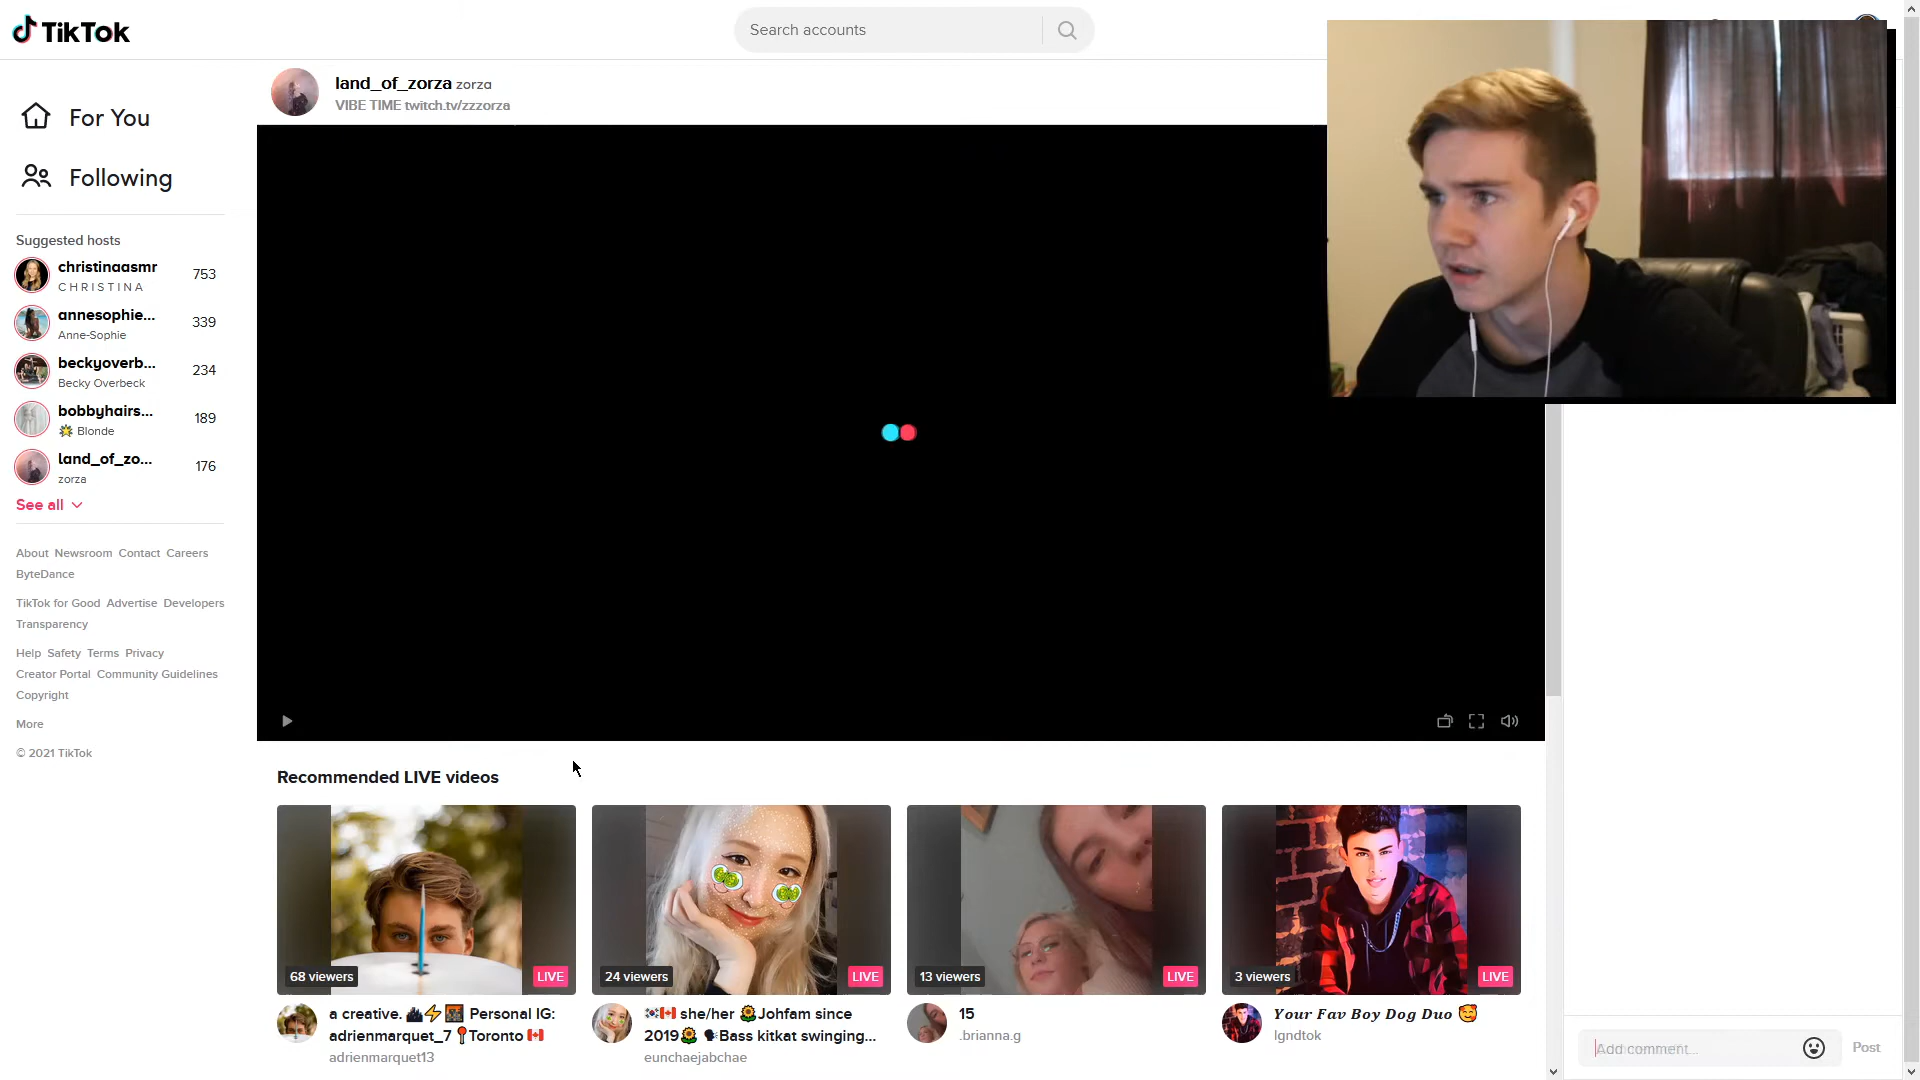 TikTok
Search accounts
land_of_zorza zorza
VIBE TIME twitch.tv/zzzorza
For You
Following
Suggested hosts
christinaasmr 753
C H R I S T I N A
annesophie... 339
Anne-Sophie
beckyoverb... 234
Becky Overbeck
bobbyhairs... 189
🌟 Blonde
land_of_zo... 176
zorza
See all
About Newsroom Contact Careers
ByteDance
TikTok for Good Advertise Developers
Transparency
Help Safety Terms Privacy
Creator Portal Community Guidelines
Copyright
More
© 2021 TikTok
Recommended LIVE videos
68 viewers LIVE
a creative. 🏙⚡🌉 Personal IG:
adrienmarquet_7 📍Toronto 🇨🇦
adrienmarquet13
24 viewers LIVE
🇰🇷🇨🇦 she/her 🌻Johfam since
2019🌻 🗣Bass kitkat swinging...
eunchaejabchae
13 viewers LIVE
15
.brianna.g
3 viewers LIVE
Your Fav Boy Dog Duo 🥰
lgndtok
Add comment...
Post